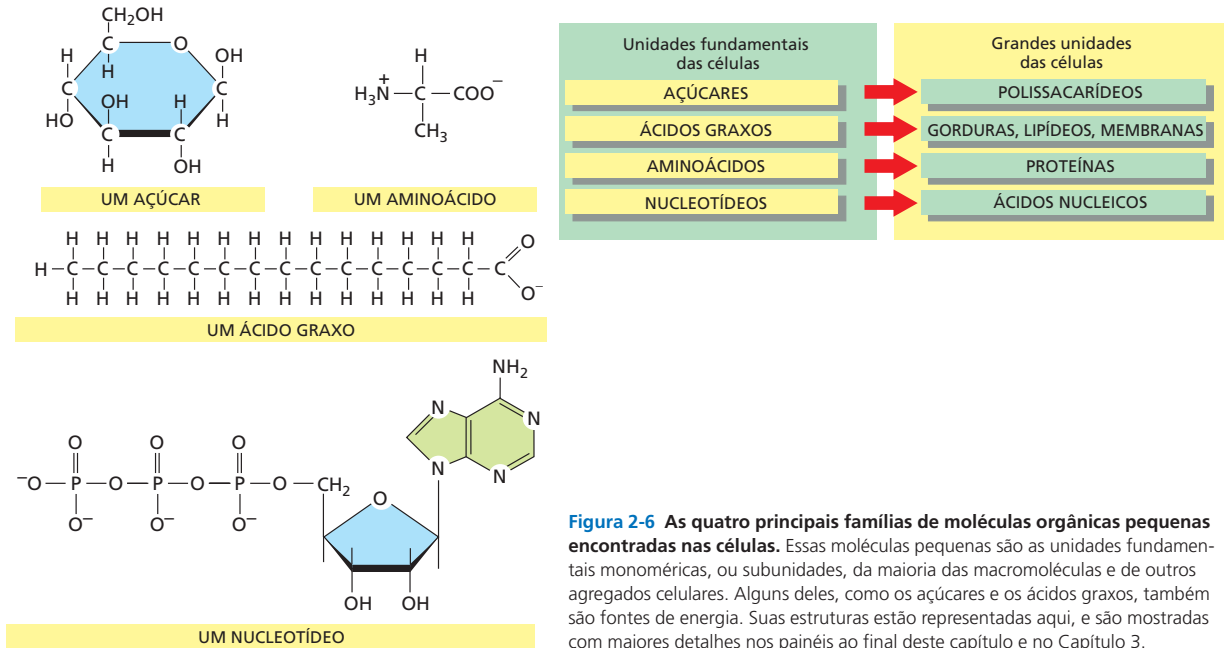 CH₂OH
C O
H OH
H
C C
OH H
HO H
C C
H OH
UM AÇÚCAR
H
H₃N⁺—C—COO⁻
CH₃
UM AMINOÁCIDO
H H H H H H H H H H H H H H O
H—C—C—C—C—C—C—C—C—C—C—C—C—C—C—C
H H H H H H H H H H H H H H O⁻
UM ÁCIDO GRAXO
NH₂
N N
N N
O O O
⁻O—P—O—P—O—P—O—CH₂
O⁻ O⁻ O⁻
O
OH OH
UM NUCLEOTÍDEO
Unidades fundamentais
das células
AÇÚCARES
ÁCIDOS GRAXOS
AMINOÁCIDOS
NUCLEOTÍDEOS
Grandes unidades
das células
POLISSACARÍDEOS
GORDURAS, LIPÍDEOS, MEMBRANAS
PROTEÍNAS
ÁCIDOS NUCLEICOS
Figura 2-6 As quatro principais famílias de moléculas orgânicas pequenas
encontradas nas células. Essas moléculas pequenas são as unidades fundamen-
tais monoméricas, ou subunidades, da maioria das macromoléculas e de outros
agregados celulares. Alguns deles, como os açúcares e os ácidos graxos, também
são fontes de energia. Suas estruturas estão representadas aqui, e são mostradas
com maiores detalhes nos painéis ao final deste capítulo e no Capítulo 3.